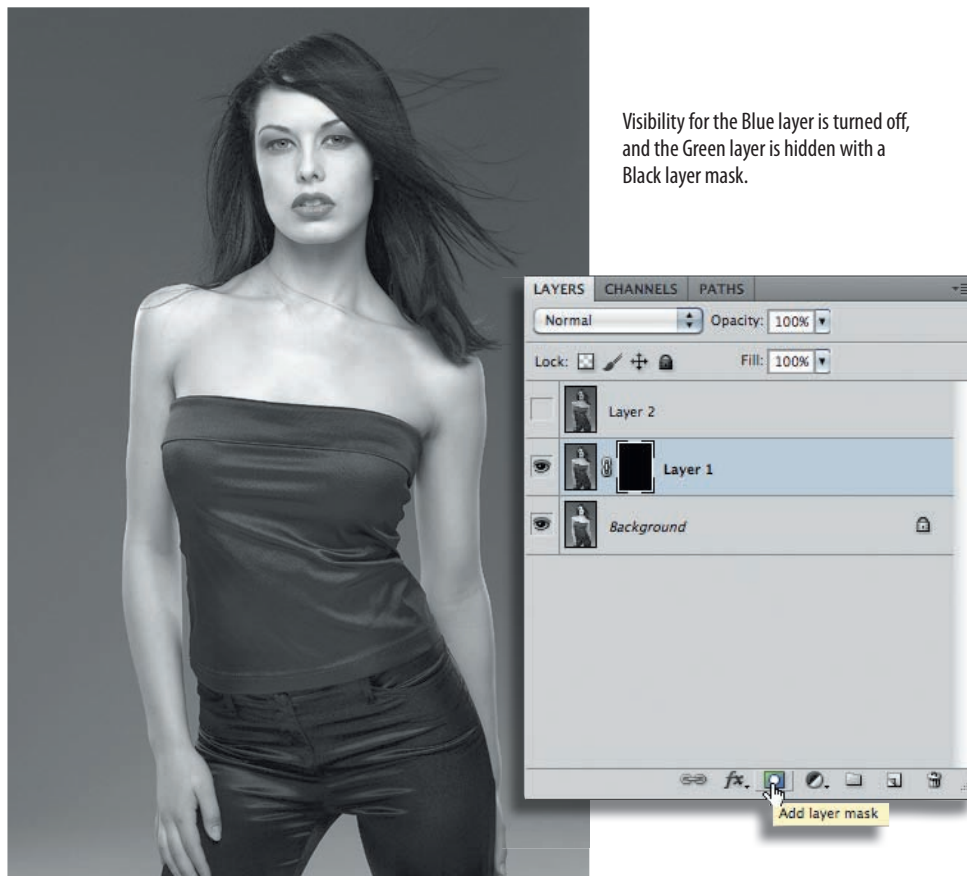 Visibility for the Blue layer is turned off,
and the Green layer is hidden with a
Black layer mask.
LAYERS CHANNELS PATHS
Normal Opacity: 100%
Lock: Fill: 100%
Layer 2
Layer 1
Background
fx.
Add layer mask